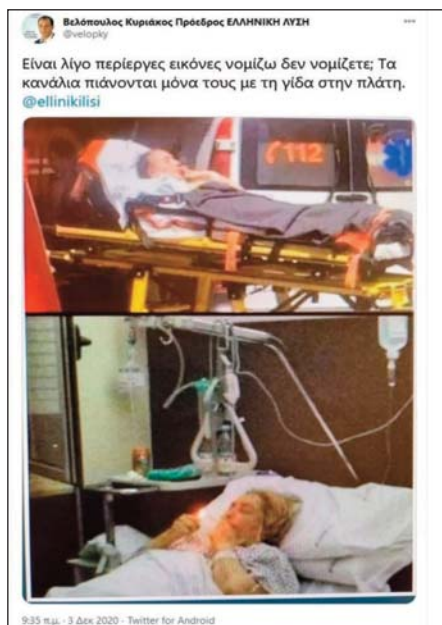 Βελόπουλος Κυριάκος Πρόεδρος ΕΛΛΗΝΙΚΗ ΛΥΣΗ
@velopky
Είναι λίγο περίεργες εικόνες νομίζω δεν νομίζετε; Τα
κανάλια πιάνονται μόνα τους με τη γίδα στην πλάτη.
@ellinikilisi
112
9:35 π.μ. · 3 Δεκ 2020 · Twitter for Android